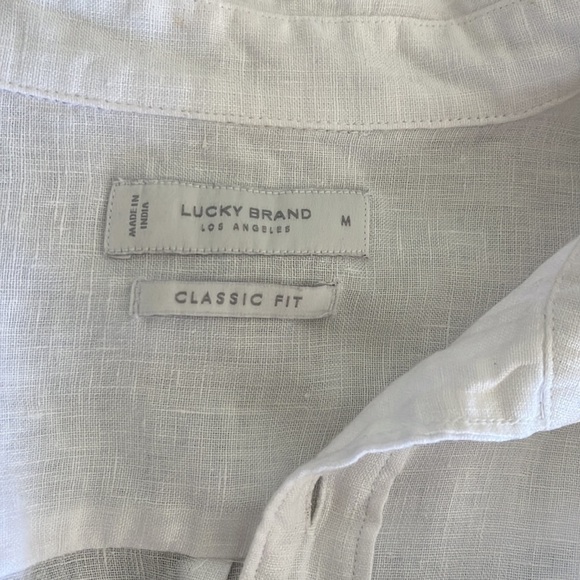 MADE IN
INDIA
LUCKY BRAND
LOS ANGELES
M
CLASSIC FIT